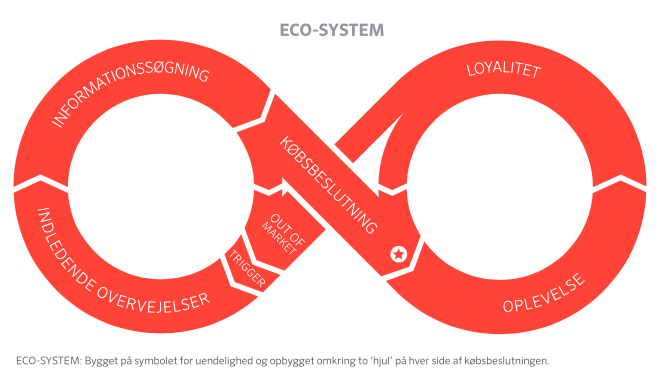 ECO-SYSTEM
INFORMATIONSSØGNING
LOYALITET
KØBSBESLUTNING
INDLEDENDE OVERVEJELSER
OUT OF
MARKET
TRIGGER
OPLEVELSE
ECO-SYSTEM: Bygget på symbolet for uendelighed og opbygget omkring to ‘hjul’ på hver side af købsbeslutningen.